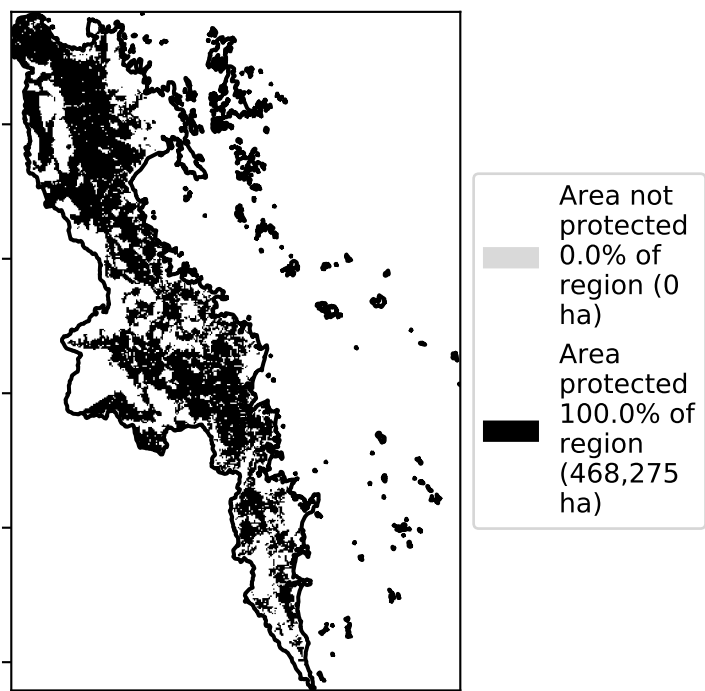 Area not
protected
0.0% of
region (0
ha)
Area
protected
100.0% of
region
(468,275
ha)